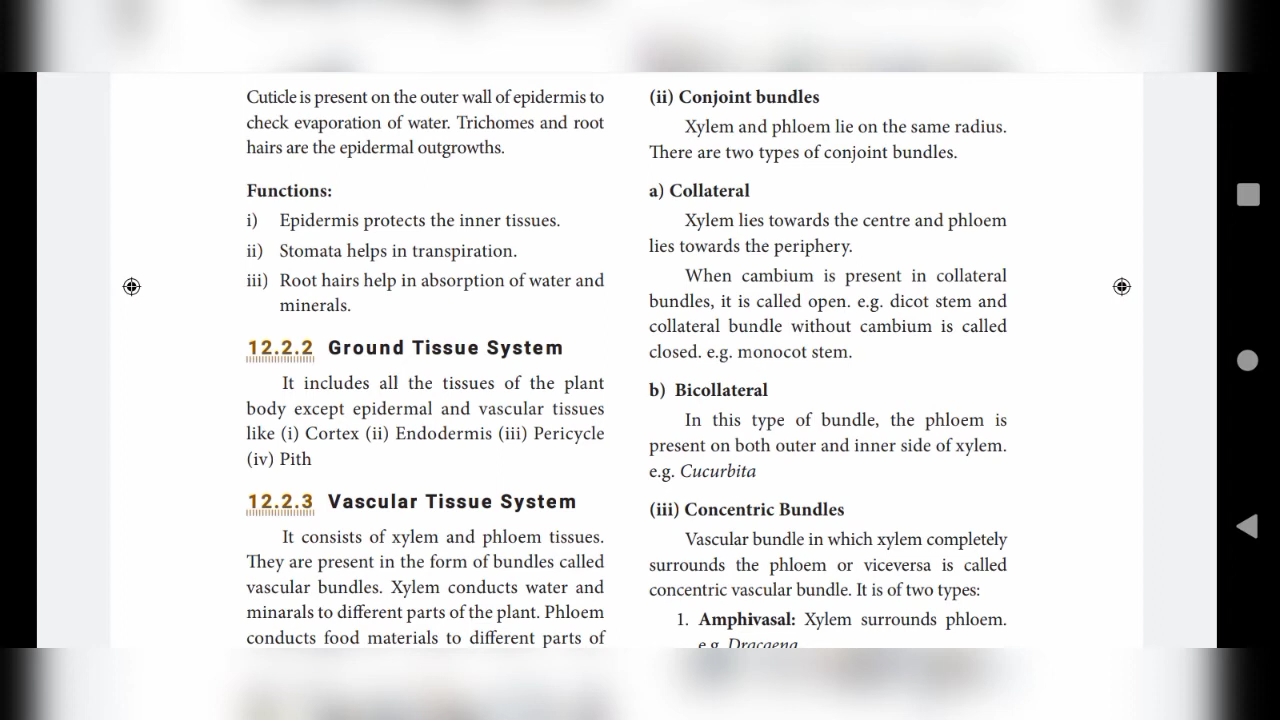 Cuticle is present on the outer wall of epidermis to
check evaporation of water. Trichomes and root
hairs are the epidermal outgrowths.
Functions:
i) Epidermis protects the inner tissues.
ii) Stomata helps in transpiration.
iii) Root hairs help in absorption of water and
minerals.
12.2.2 Ground Tissue System
It includes all the tissues of the plant
body except epidermal and vascular tissues
like (i) Cortex (ii) Endodermis (iii) Pericycle
(iv) Pith
12.2.3 Vascular Tissue System
It consists of xylem and phloem tissues.
They are present in the form of bundles called
vascular bundles. Xylem conducts water and
minarals to different parts of the plant. Phloem
conducts food materials to different parts of
(ii) Conjoint bundles
Xylem and phloem lie on the same radius.
There are two types of conjoint bundles.
a) Collateral
Xylem lies towards the centre and phloem
lies towards the periphery.
When cambium is present in collateral
bundles, it is called open. e.g. dicot stem and
collateral bundle without cambium is called
closed. e.g. monocot stem.
b) Bicollateral
In this type of bundle, the phloem is
present on both outer and inner side of xylem.
e.g. Cucurbita
(iii) Concentric Bundles
Vascular bundle in which xylem completely
surrounds the phloem or viceversa is called
concentric vascular bundle. It is of two types:
1. Amphivasal: Xylem surrounds phloem.
e.g. Dracaena